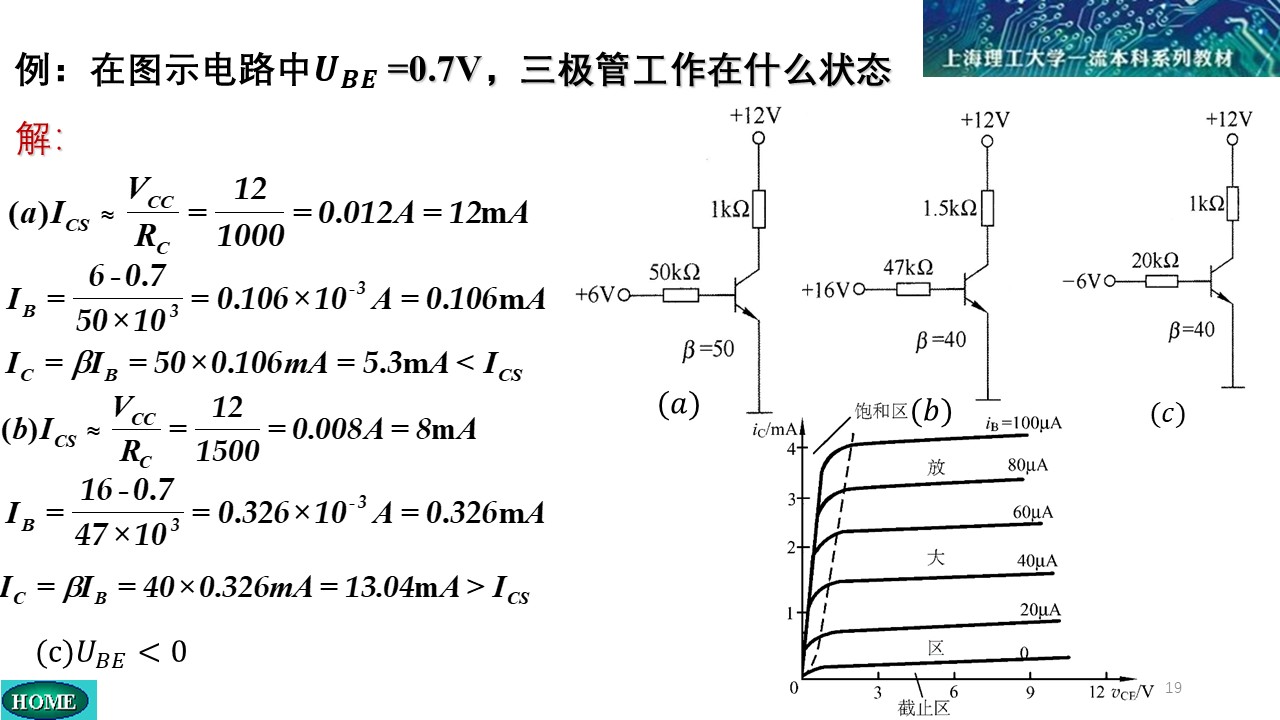 例：在图示电路中U_BE =0.7V，三极管工作在什么状态
上海理工大学一流本科系列教材
解：
(a)I_CS ≈ V_CC/R_C = 12/1000 = 0.012A = 12mA
I_B = (6-0.7)/(50×10^3) = 0.106×10^-3 A = 0.106mA
I_C = βI_B = 50×0.106mA = 5.3mA < I_CS
(b)I_CS ≈ V_CC/R_C = 12/1500 = 0.008A = 8mA
I_B = (16-0.7)/(47×10^3) = 0.326×10^-3 A = 0.326mA
I_C = βI_B = 40×0.326mA = 13.04mA > I_CS
(c)U_BE < 0
HOME
+12V
1kΩ
50kΩ
+6V
β=50
(a)
+12V
1.5kΩ
47kΩ
+16V
β=40
(b)
+12V
1kΩ
20kΩ
−6V
β=40
(c)
饱和区
i_C/mA
4
3
2
1
0
3
6
9
12
v_CE/V
i_B=100μA
80μA
60μA
40μA
20μA
0
放
大
区
截止区
19